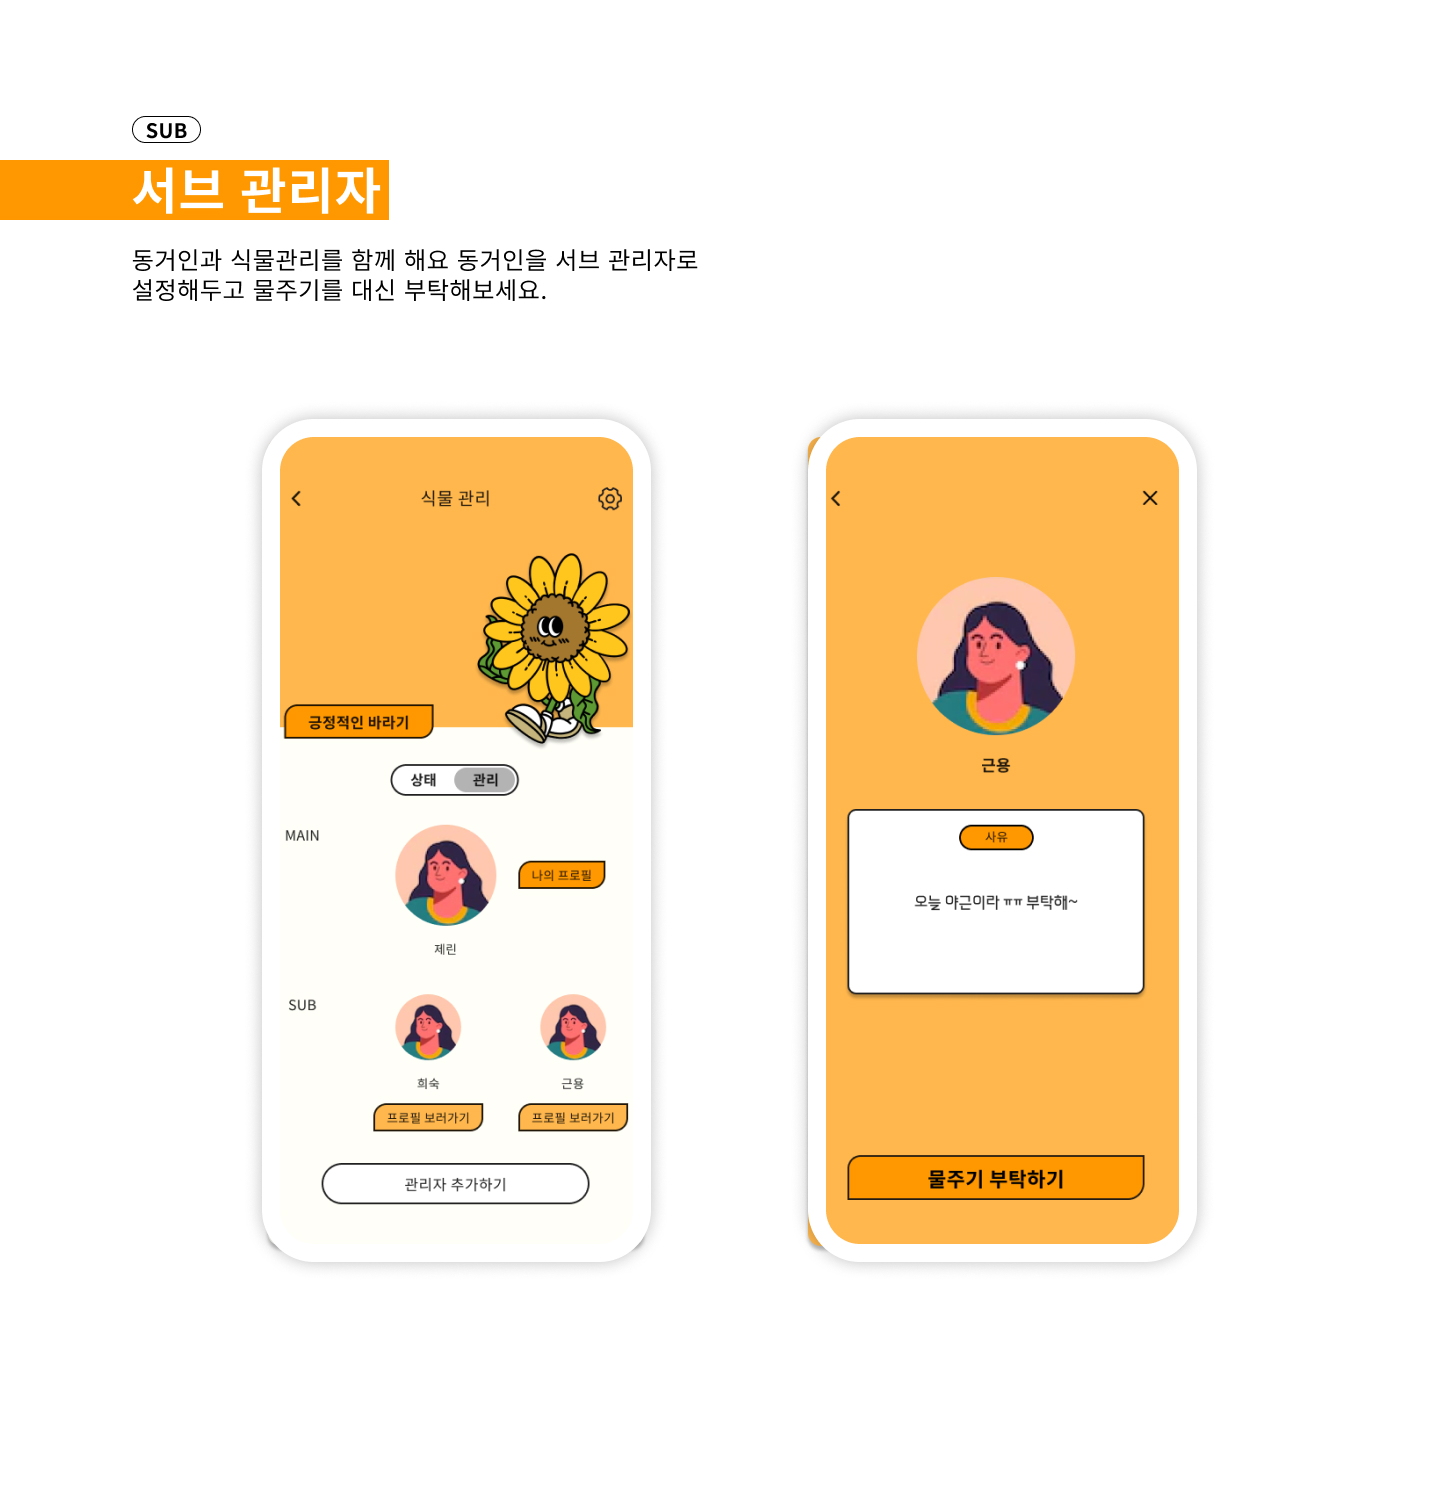 SUB
서브 관리자
동거인과 식물관리를 함께 해요 동거인을 서브 관리자로
설정해두고 물주기를 대신 부탁해보세요.
식물 관리
긍정적인 바라기
상태 관리
MAIN
나의 프로필
제린
SUB
희숙 근용
프로필 보러가기 프로필 보러가기
관리자 추가하기
근용
사유
오늘 야근이라 ㅠㅠ 부탁해~
물주기 부탁하기